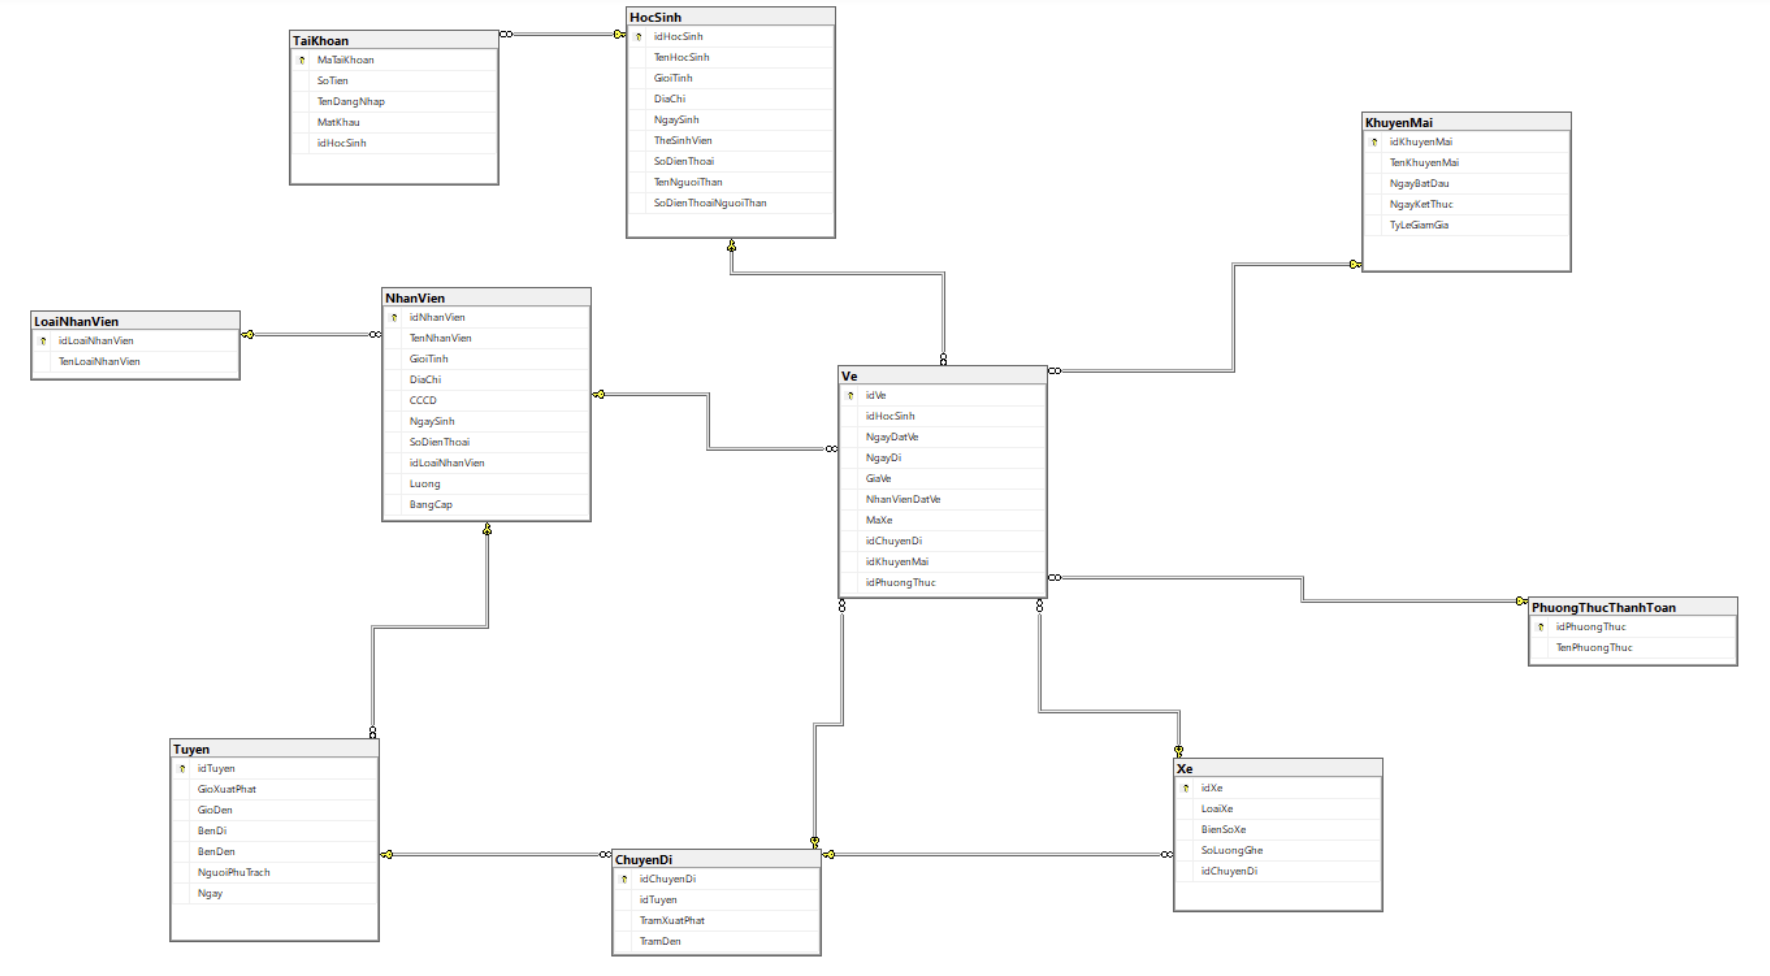 HocSinh
idHocSinh
TenHocSinh
GioiTinh
DiaChi
NgaySinh
TheSinhVien
SoDienThoai
TenNguoiThan
SoDienThoaiNguoiThan
TaiKhoan
MaTaiKhoan
SoTien
TenDangNhap
MatKhau
idHocSinh
KhuyenMai
idKhuyenMai
TenKhuyenMai
NgayBatDau
NgayKetThuc
TyLeGiamGia
LoaiNhanVien
idLoaiNhanVien
TenLoaiNhanVien
NhanVien
idNhanVien
TenNhanVien
GioiTinh
DiaChi
CCCD
NgaySinh
SoDienThoai
idLoaiNhanVien
Luong
BangCap
Ve
idVe
idHocSinh
NgayDatVe
NgayDi
GiaVe
NhanVienDatVe
MaXe
idChuyenDi
idKhuyenMai
idPhuongThuc
PhuongThucThanhToan
idPhuongThuc
TenPhuongThuc
Tuyen
idTuyen
GioXuatPhat
GioDen
BenDi
BenDen
NguoiPhuTrach
Ngay
ChuyenDi
idChuyenDi
idTuyen
TramXuatPhat
TramDen
Xe
idXe
LoaiXe
BienSoXe
SoLuongGhe
idChuyenDi